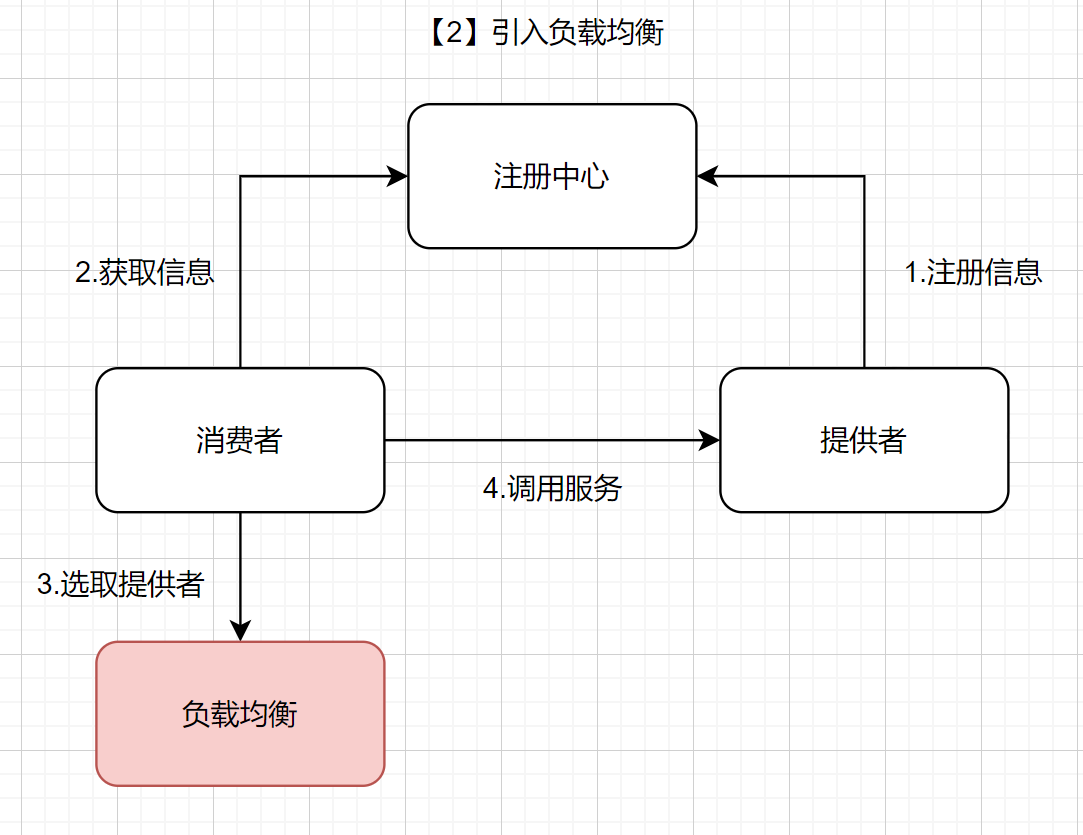 【2】引入负载均衡
注册中心
2.获取信息
1.注册信息
消费者
提供者
4.调用服务
3.选取提供者
负载均衡